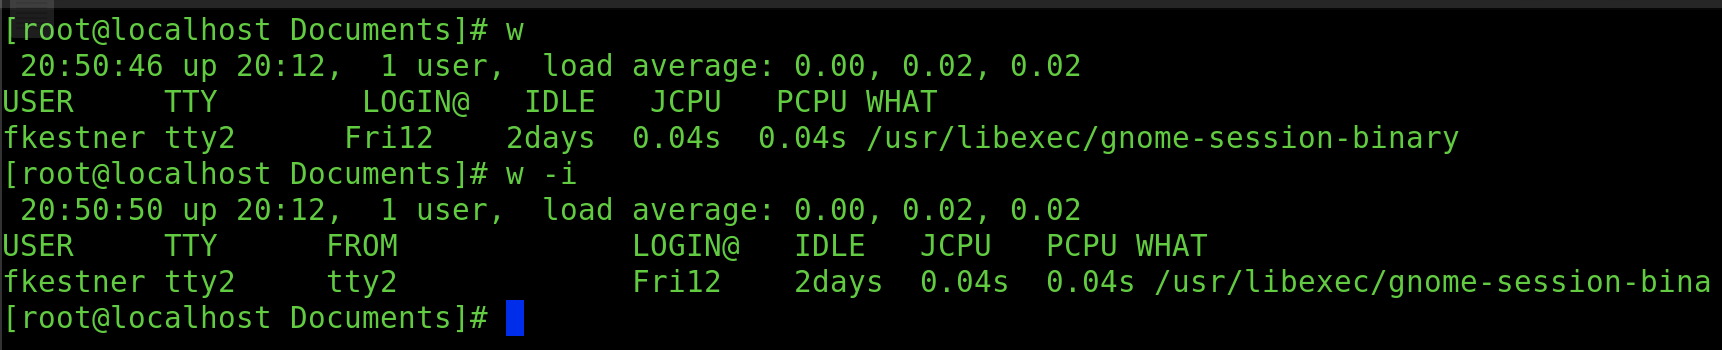 [root@localhost Documents]# w
 20:50:46 up 20:12,  1 user,  load average: 0.00, 0.02, 0.02
USER     TTY        LOGIN@   IDLE   JCPU   PCPU WHAT
fkestner tty2      Fri12    2days  0.04s  0.04s /usr/libexec/gnome-session-binary
[root@localhost Documents]# w -i
 20:50:50 up 20:12,  1 user,  load average: 0.00, 0.02, 0.02
USER     TTY      FROM             LOGIN@   IDLE   JCPU   PCPU WHAT
fkestner tty2     tty2             Fri12    2days  0.04s  0.04s /usr/libexec/gnome-session-bina
[root@localhost Documents]#